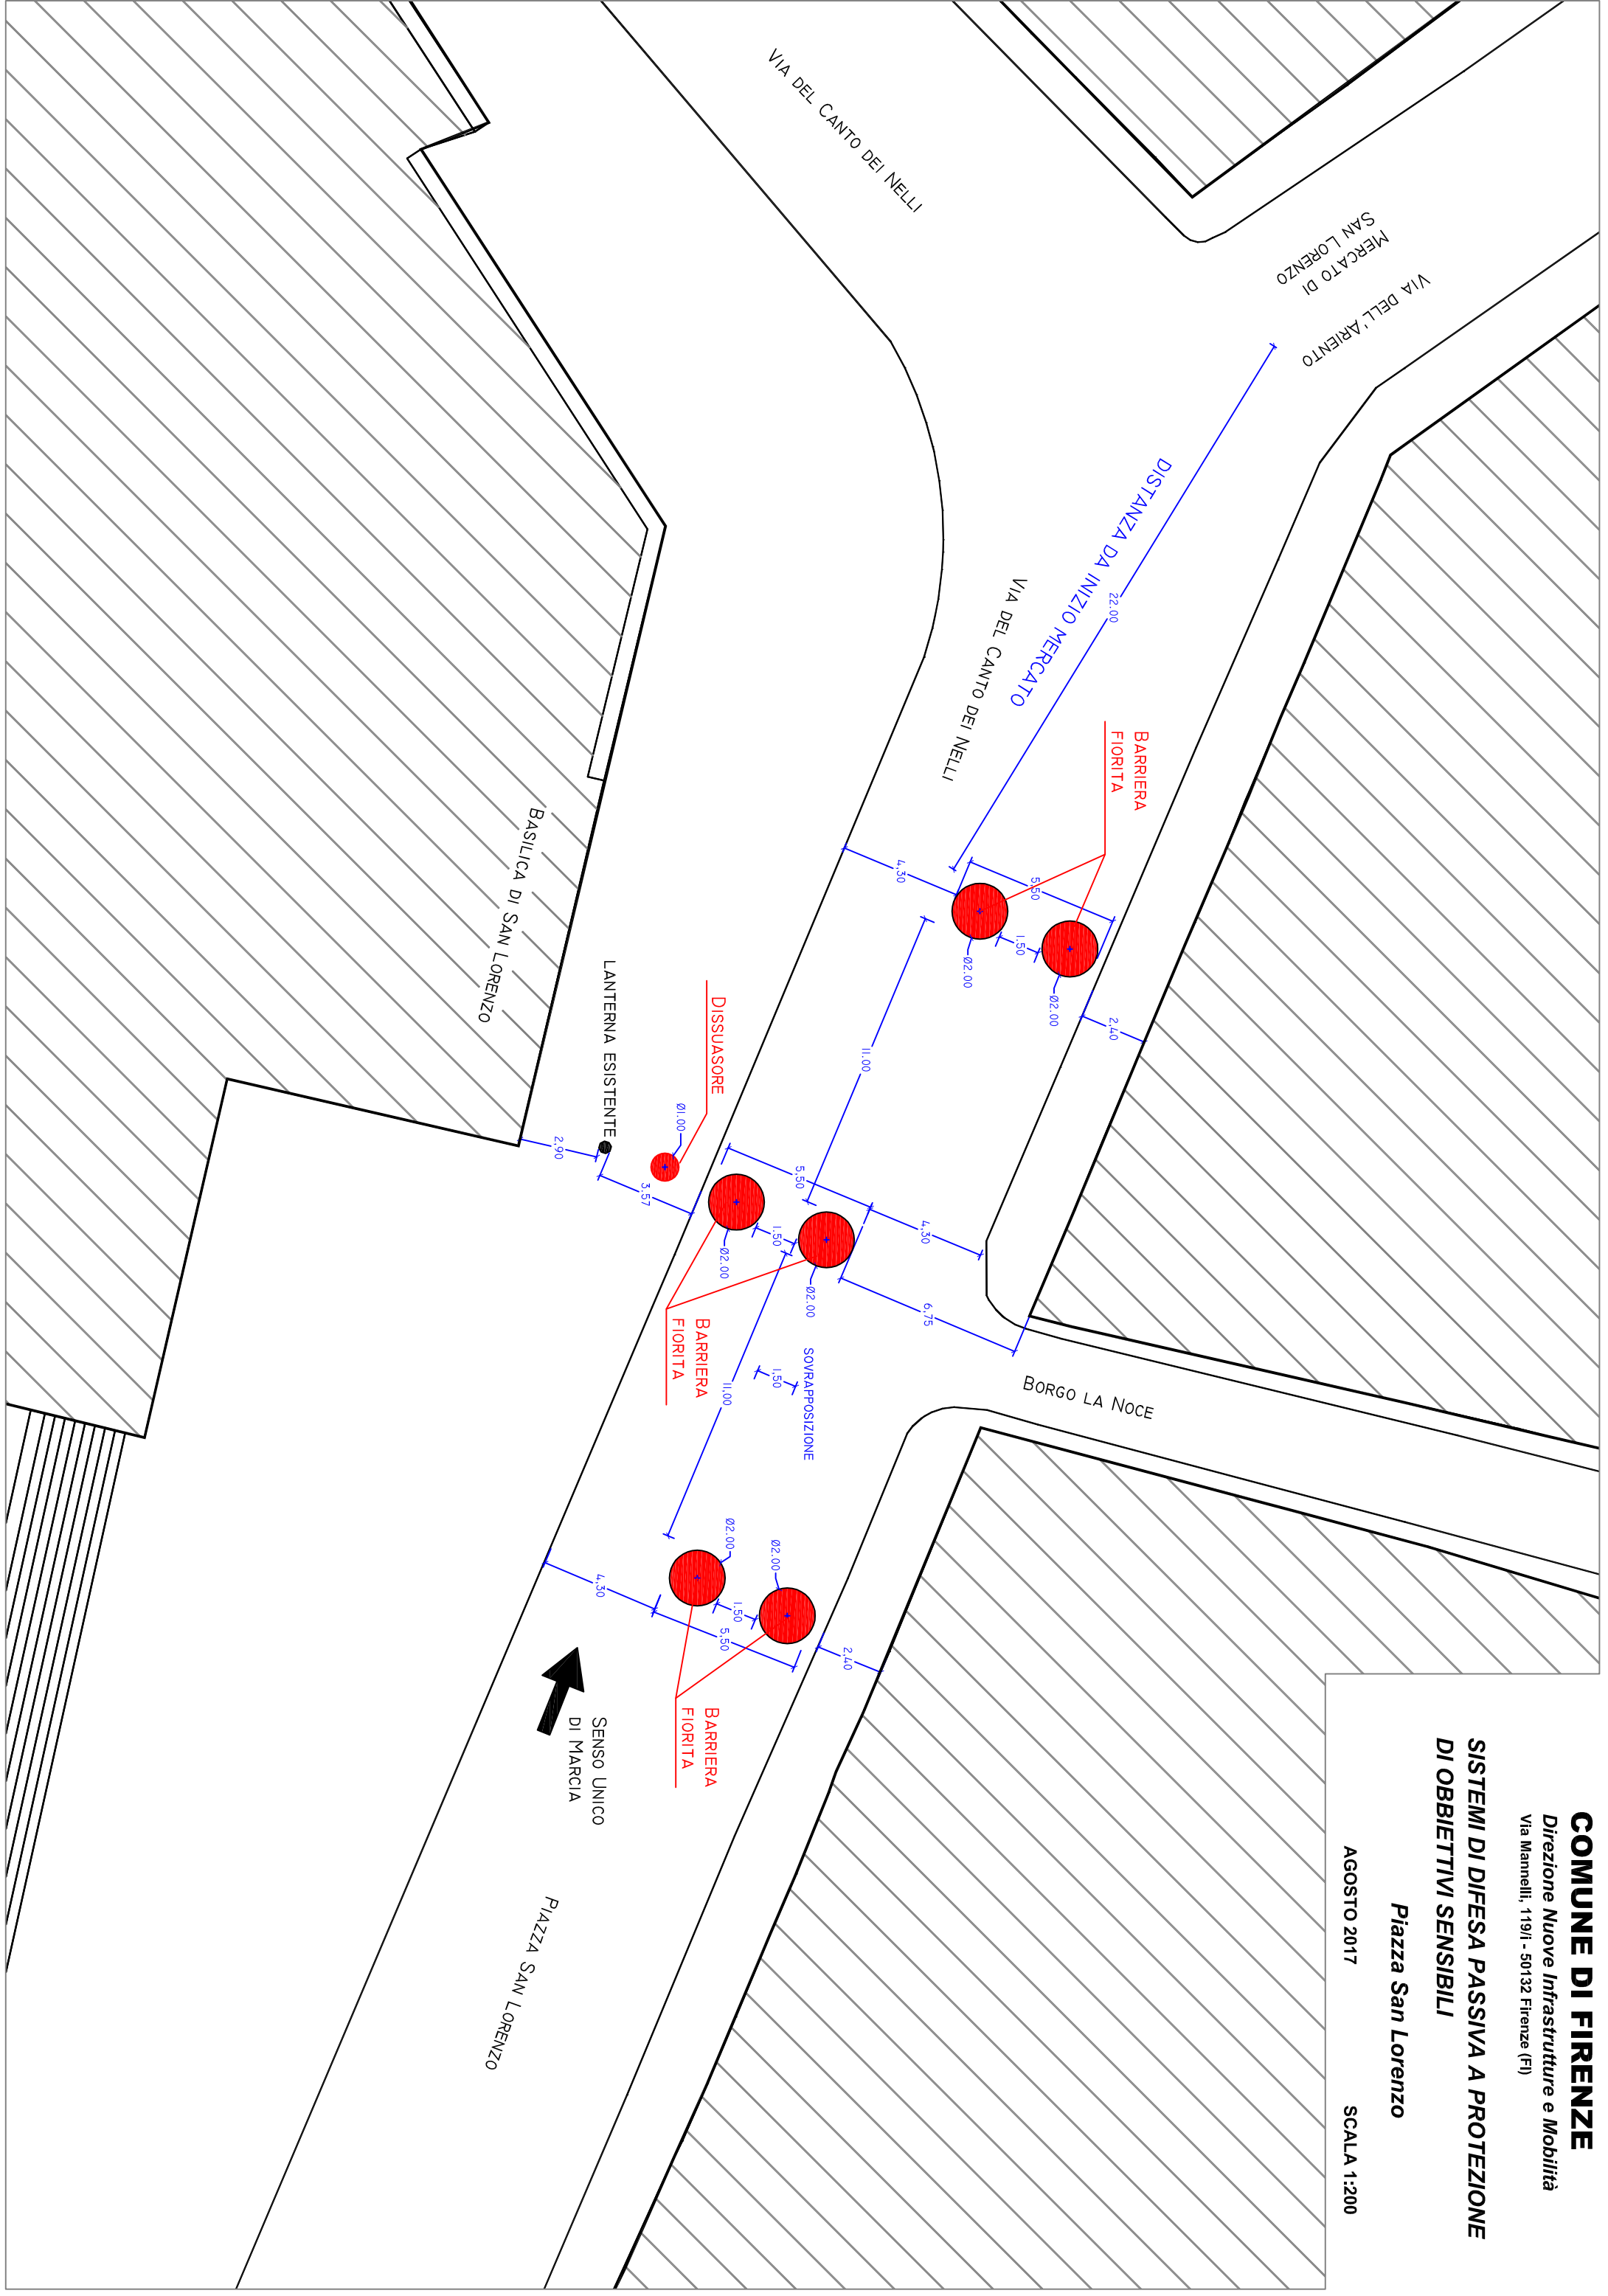 COMUNE DI FIRENZE
Direzione Nuove Infrastrutture e Mobilità
Via Mannelli, 119/i - 50132 Firenze (FI)
SISTEMI DI DIFESA PASSIVA A PROTEZIONE
DI OBBIETTIVI SENSIBILI
Piazza San Lorenzo
AGOSTO 2017
SCALA 1:200
VIA DEL CANTO DEI NELLI
MERCATO DI
SAN LORENZO
VIA DELL'ARIENTO
DISTANZA DA INIZIO MERCATO
22.00
VIA DEL CANTO DEI NELLI
BARRIERA
FIORITA
4,30
5,50
1,50
Ø2.00
Ø2.00
2,40
11.00
BASILICA DI SAN LORENZO
LANTERNA ESISTENTE
DISSUASORE
Ø1.00
2,90
3,57
5,50
4,30
1,50
Ø2.00
Ø2.00
6,75
BARRIERA
FIORITA
SOVRAPPOSIZIONE
1,50
11,00
BORGO LA NOCE
Ø2.00
Ø2.00
4,30
1,50
5,50
2,40
BARRIERA
FIORITA
SENSO UNICO
DI MARCIA
PIAZZA SAN LORENZO